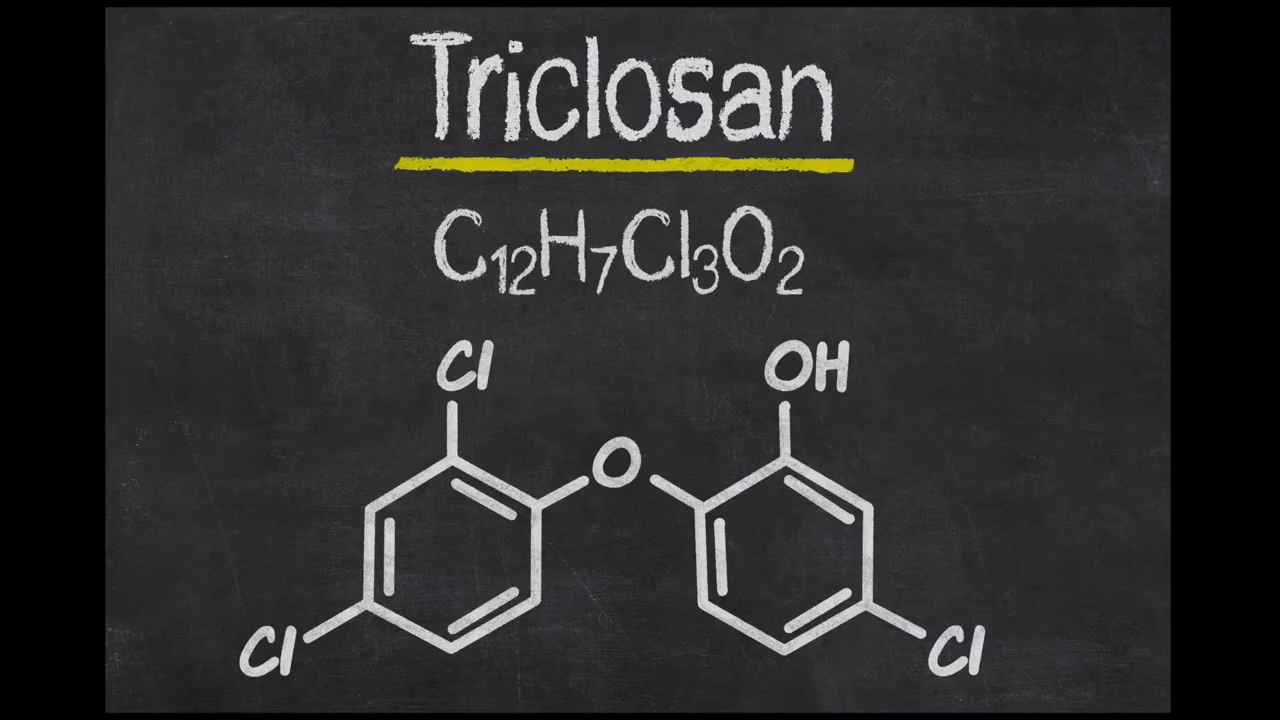 Triclosan
C₁₂H₇Cl₃O₂
Cl OH
O
Cl Cl